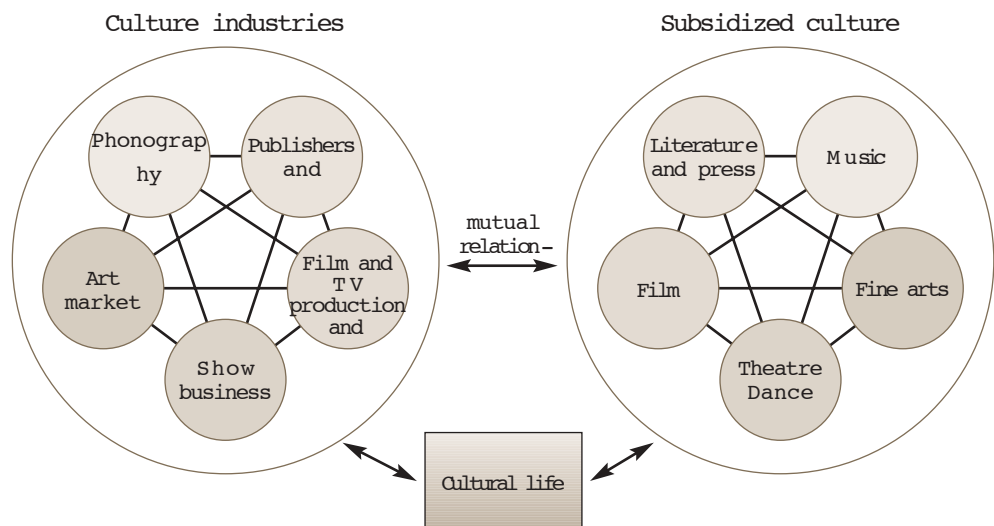 Culture industries
Phonograp
hy
Publishers
and
Art
market
Film and
TV
production
and
Show
business
mutual
relation-
Subsidized culture
Literature
and press
Music
Film
Fine arts
Theatre
Dance
Cultural life